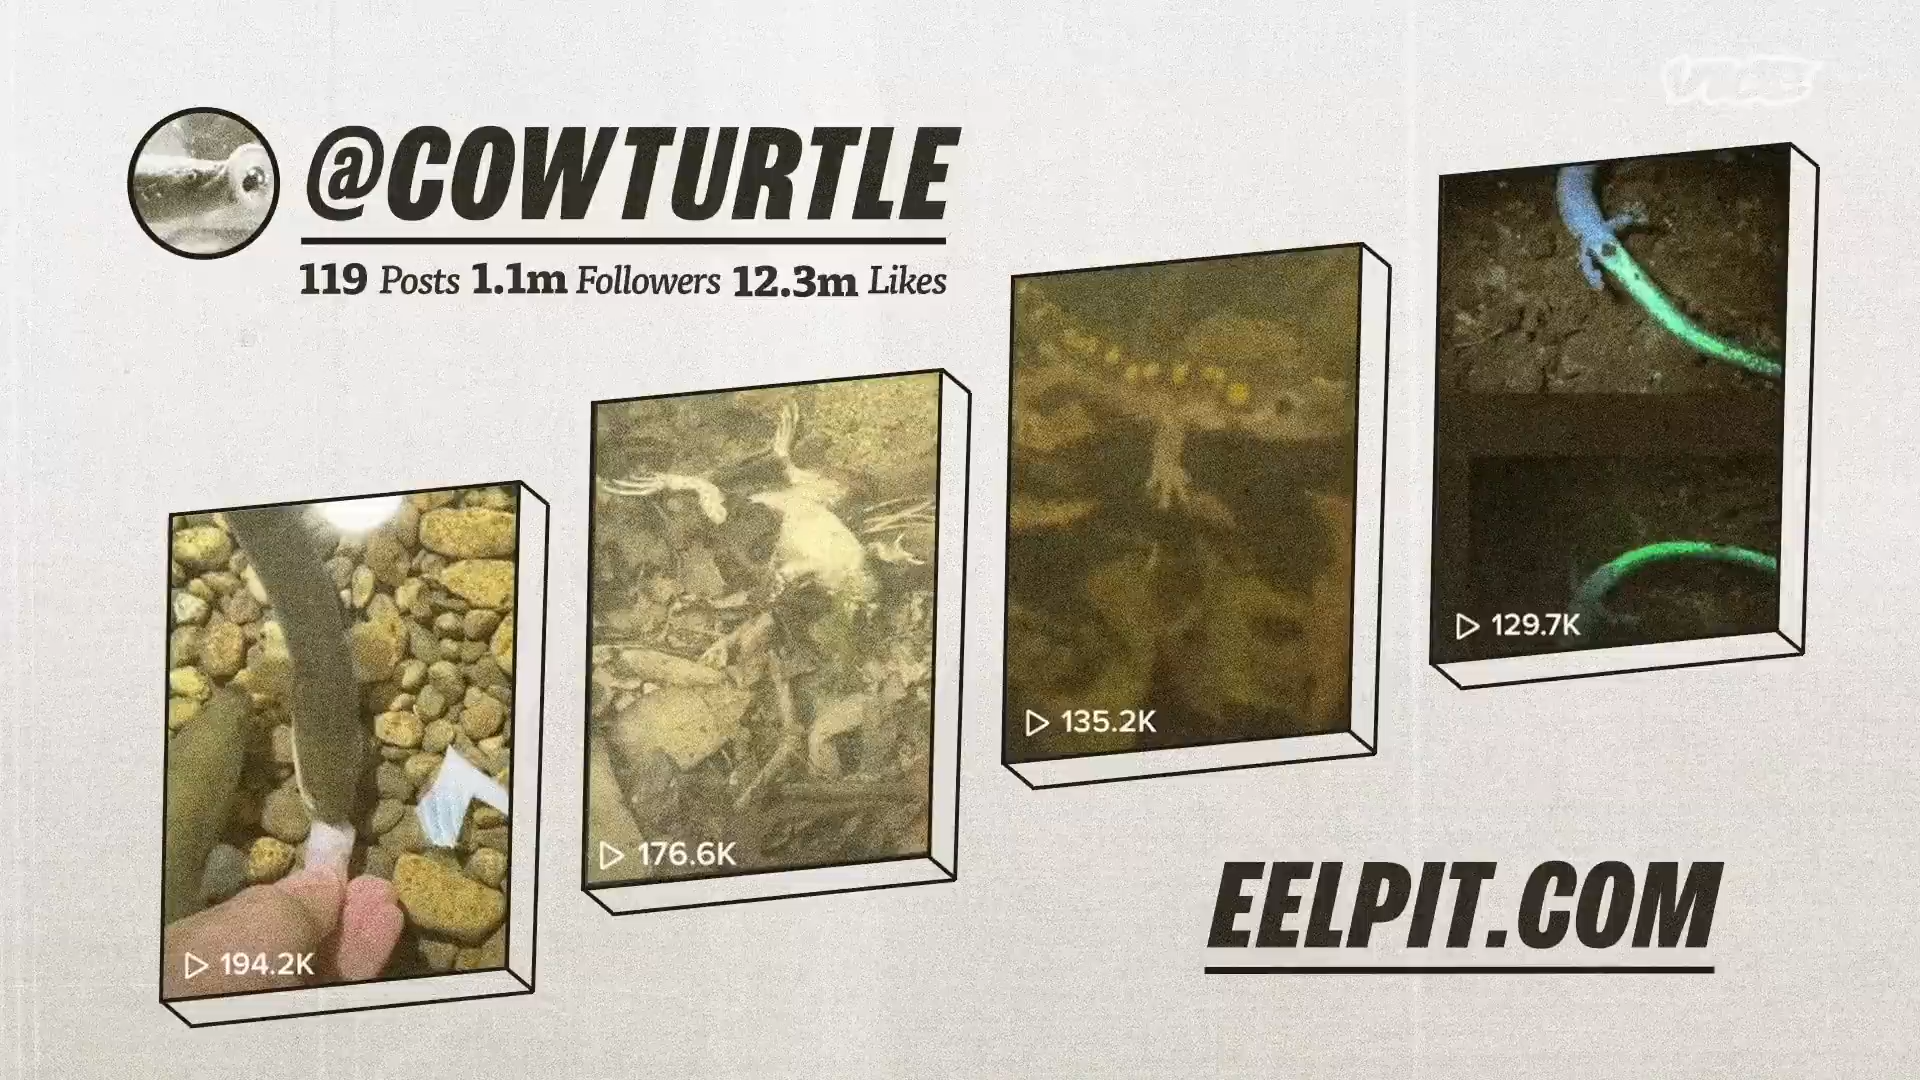 VICE
@COWTURTLE
119 Posts 1.1m Followers 12.3m Likes
129.7K
135.2K
176.6K
194.2K
EELPIT.COM